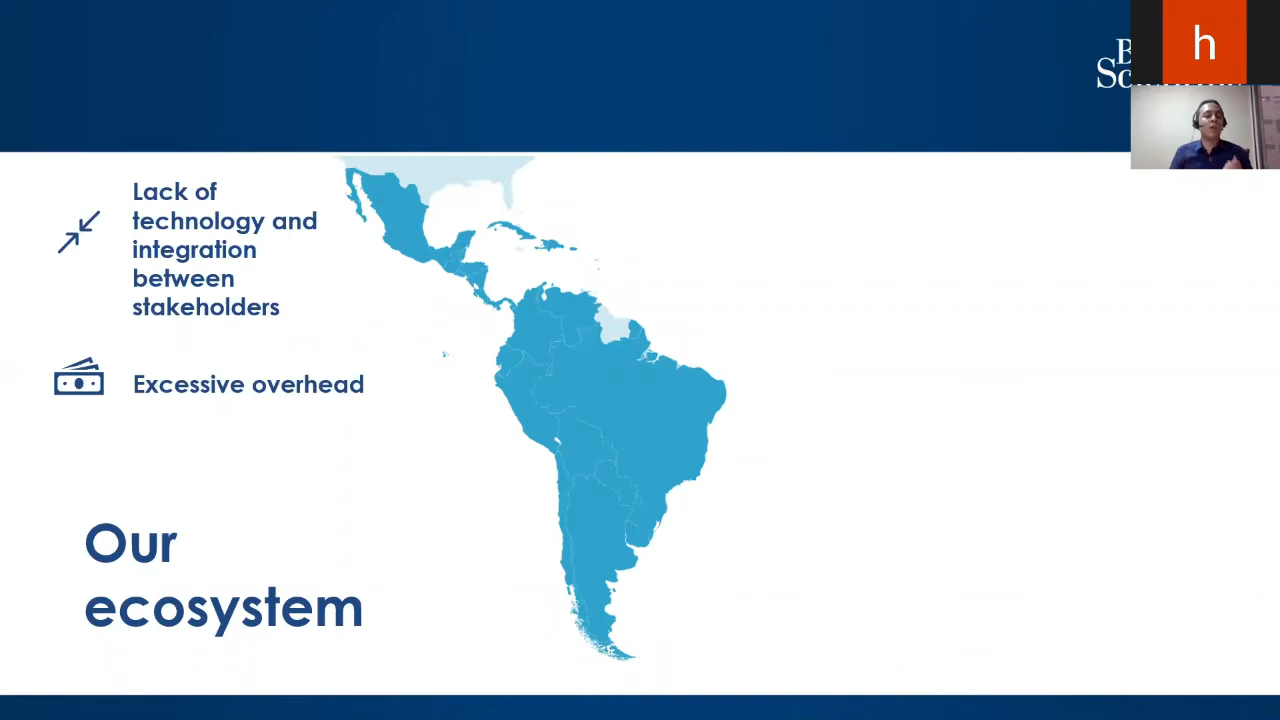 h
Lack of
technology and
integration
between
stakeholders
Excessive overhead
Our
ecosystem